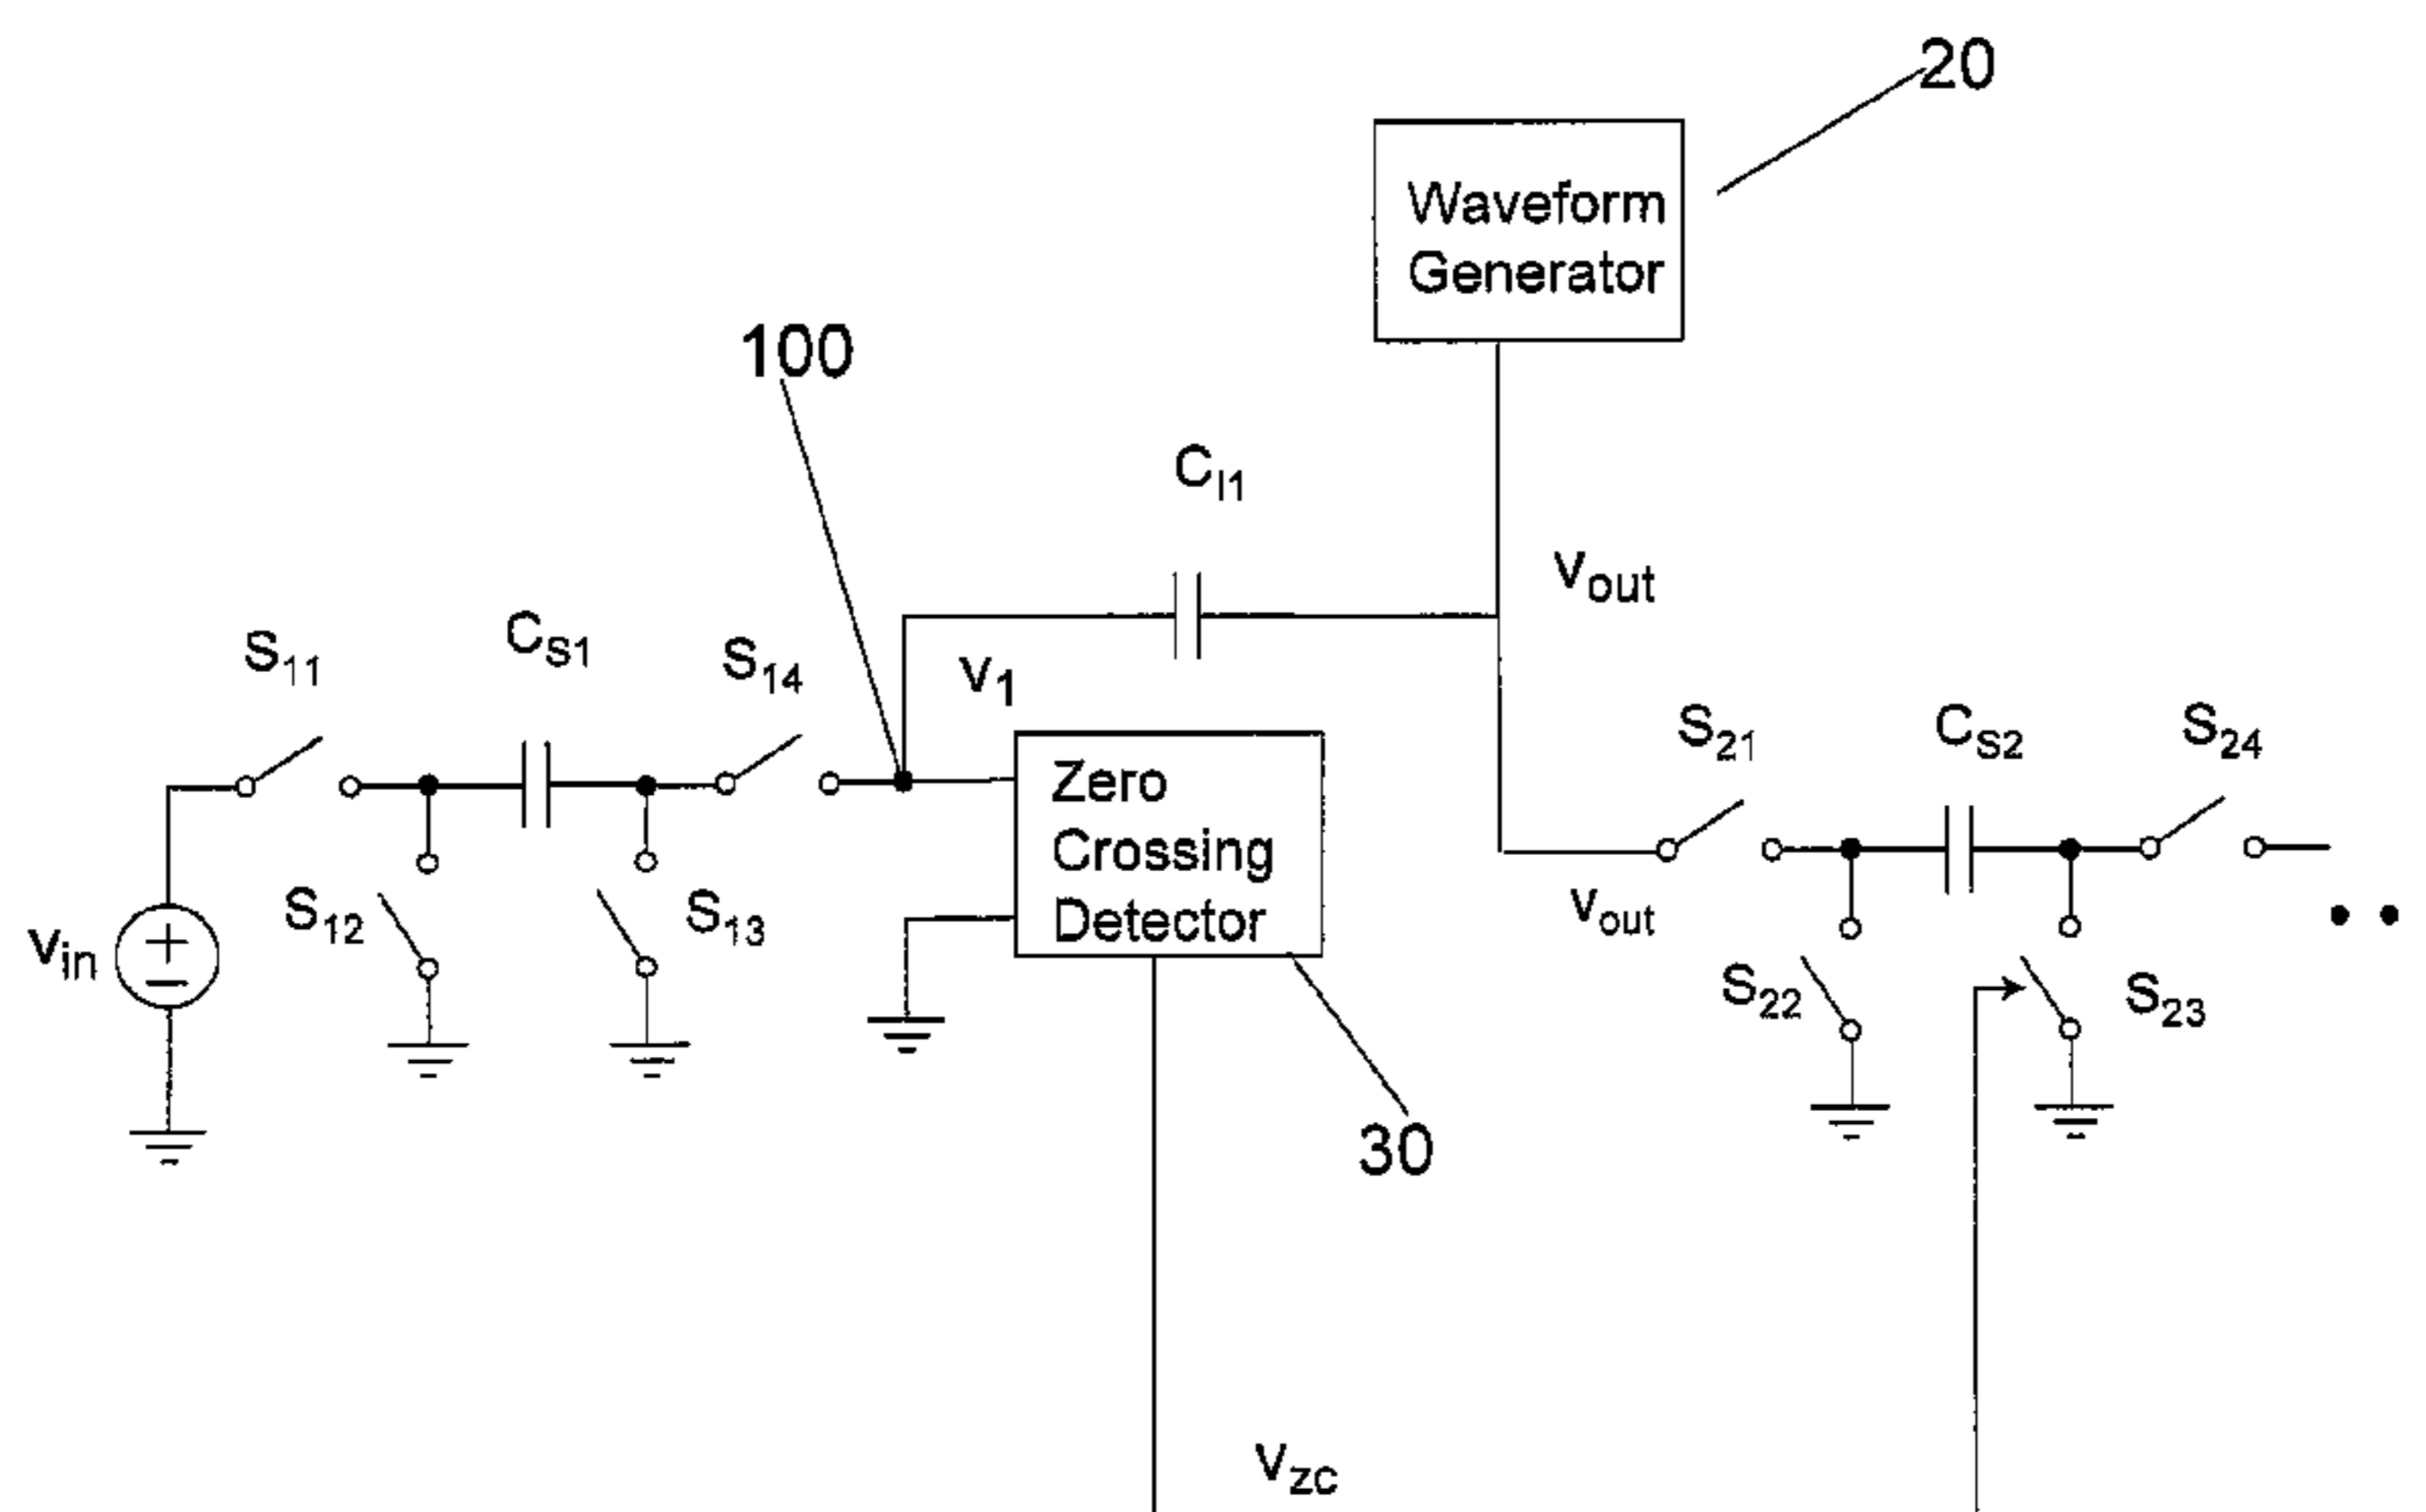 20
Waveform
Generator
100
C_I1
v_out
S_11
C_S1
S_14
v_1
S_21
C_S2
S_24
Zero
Crossing
Detector
v_in
S_12
S_13
v_out
S_22
S_23
30
v_zc